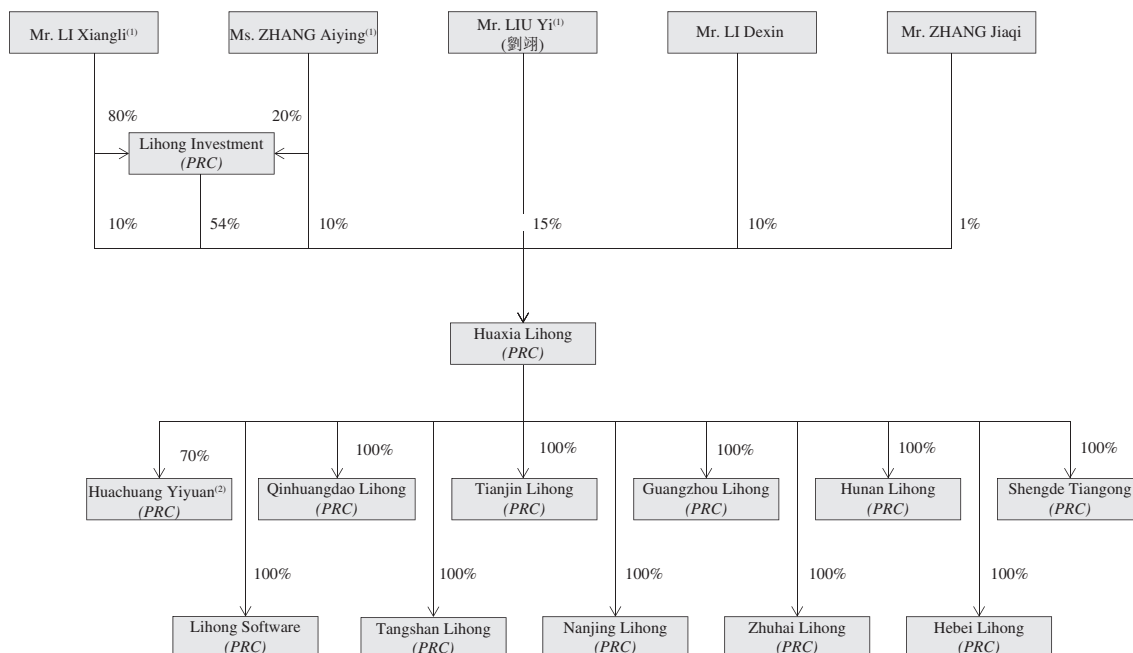 Mr. LI Xiangli(1)
Ms. ZHANG Aiying(1)
Mr. LIU Yi(1)
(劉翊)
Mr. LI Dexin
Mr. ZHANG Jiaqi
80%
20%
Lihong Investment
(PRC)
10%
54%
10%
15%
10%
1%
Huaxia Lihong
(PRC)
70%
100%
100%
100%
100%
100%
Huachuang Yiyuan(2)
(PRC)
Qinhuangdao Lihong
(PRC)
Tianjin Lihong
(PRC)
Guangzhou Lihong
(PRC)
Hunan Lihong
(PRC)
Shengde Tiangong
(PRC)
100%
100%
100%
100%
100%
Lihong Software
(PRC)
Tangshan Lihong
(PRC)
Nanjing Lihong
(PRC)
Zhuhai Lihong
(PRC)
Hebei Lihong
(PRC)